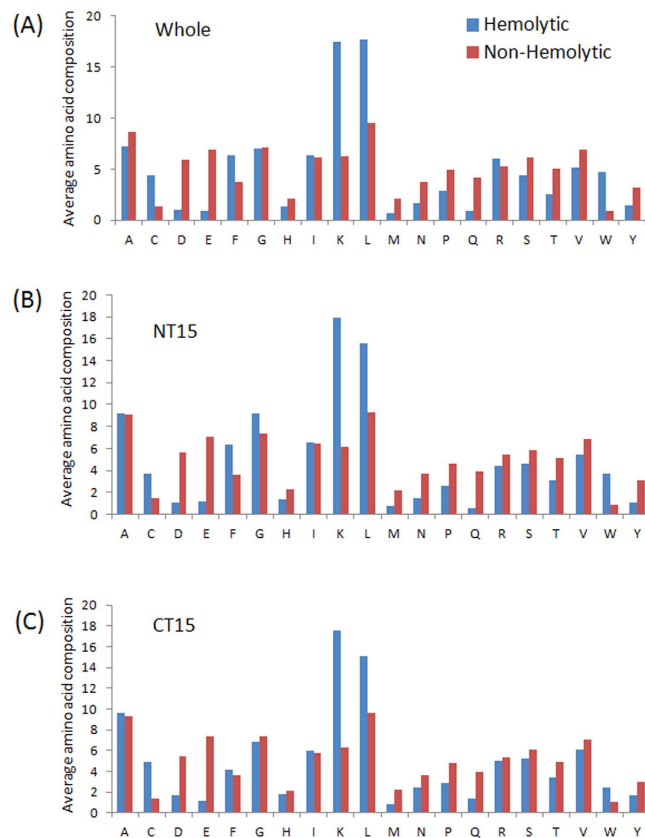 (A)
Whole
Hemolytic
Non-Hemolytic
Average amino acid composition
20
15
10
5
0
A C D E F G H I K L M N P Q R S T V W Y
(B)
NT15
Average amino acid composition
20
18
16
14
12
10
8
6
4
2
0
A C D E F G H I K L M N P Q R S T V W Y
(C)
CT15
Average amino acid composition
20
18
16
14
12
10
8
6
4
2
0
A C D E F G H I K L M N P Q R S T V W Y